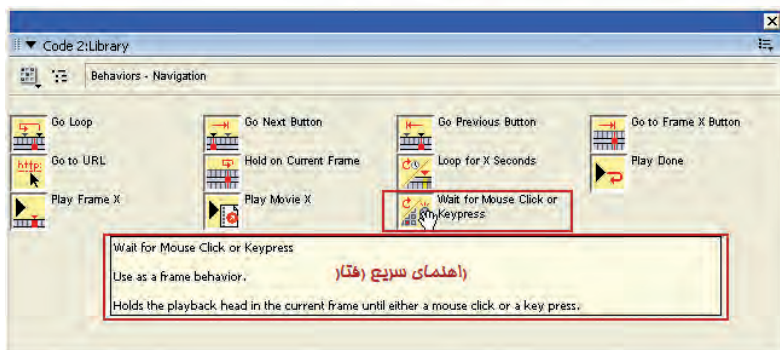 Code 2:Library
Behaviors - Navigation
Go Loop
Go Next Button
Go Previous Button
Go to Frame X Button
http:
Go to URL
Hold on Current Frame
Loop for X Seconds
Play Done
Play Frame X
Play Movie X
Wait for Mouse Click or
Keypress
Wait for Mouse Click or Keypress
Use as a frame behavior.
راهنمای سریع رفتار
Holds the playback head in the current frame until either a mouse click or a key press.